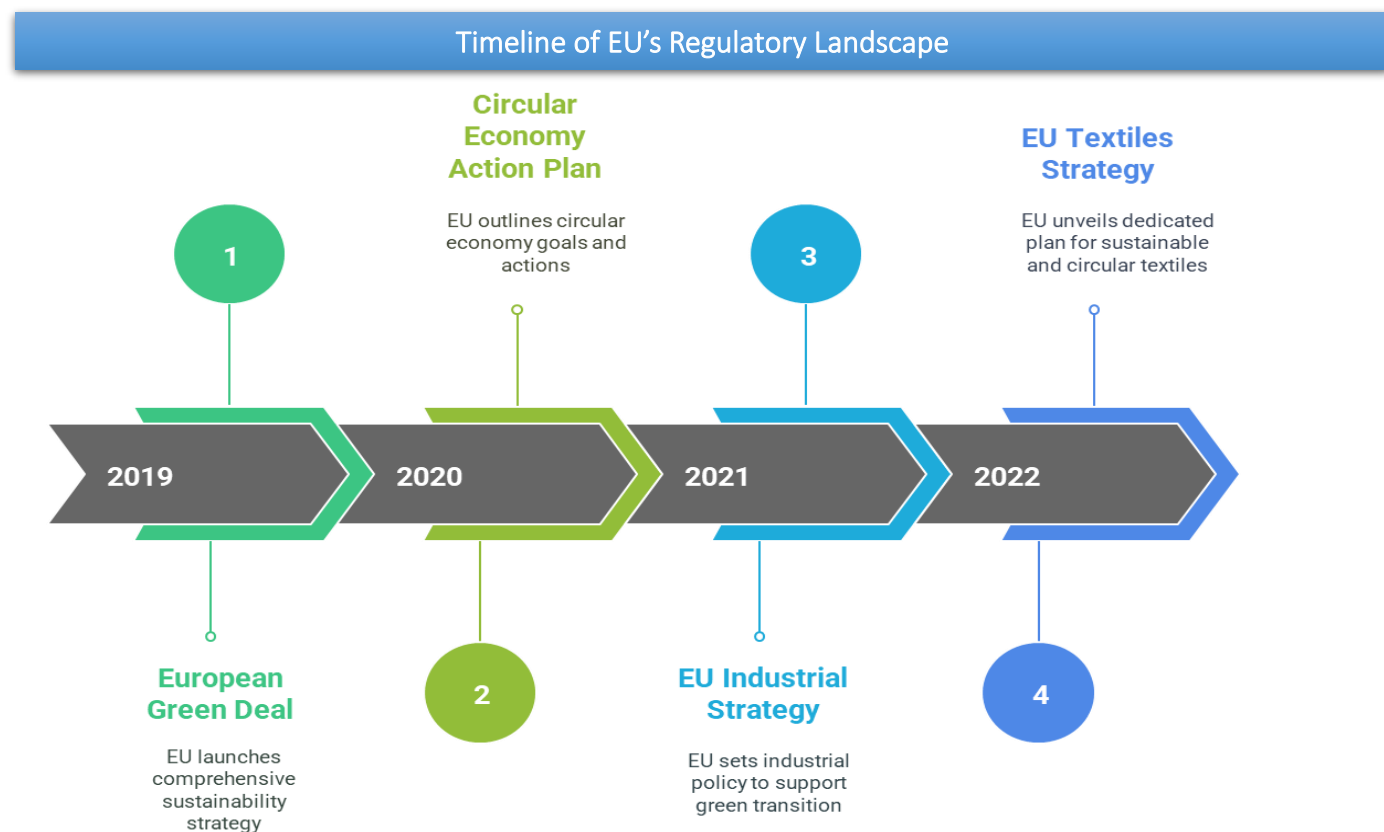 Timeline of EU’s Regulatory Landscape
Circular
Economy
Action Plan
EU outlines circular
economy goals and
actions
EU Textiles
Strategy
EU unveils dedicated
plan for sustainable
and circular textiles
1
3
2019
2020
2021
2022
European
Green Deal
EU launches
comprehensive
sustainability
strategy
2
EU Industrial
Strategy
EU sets industrial
policy to support
green transition
4